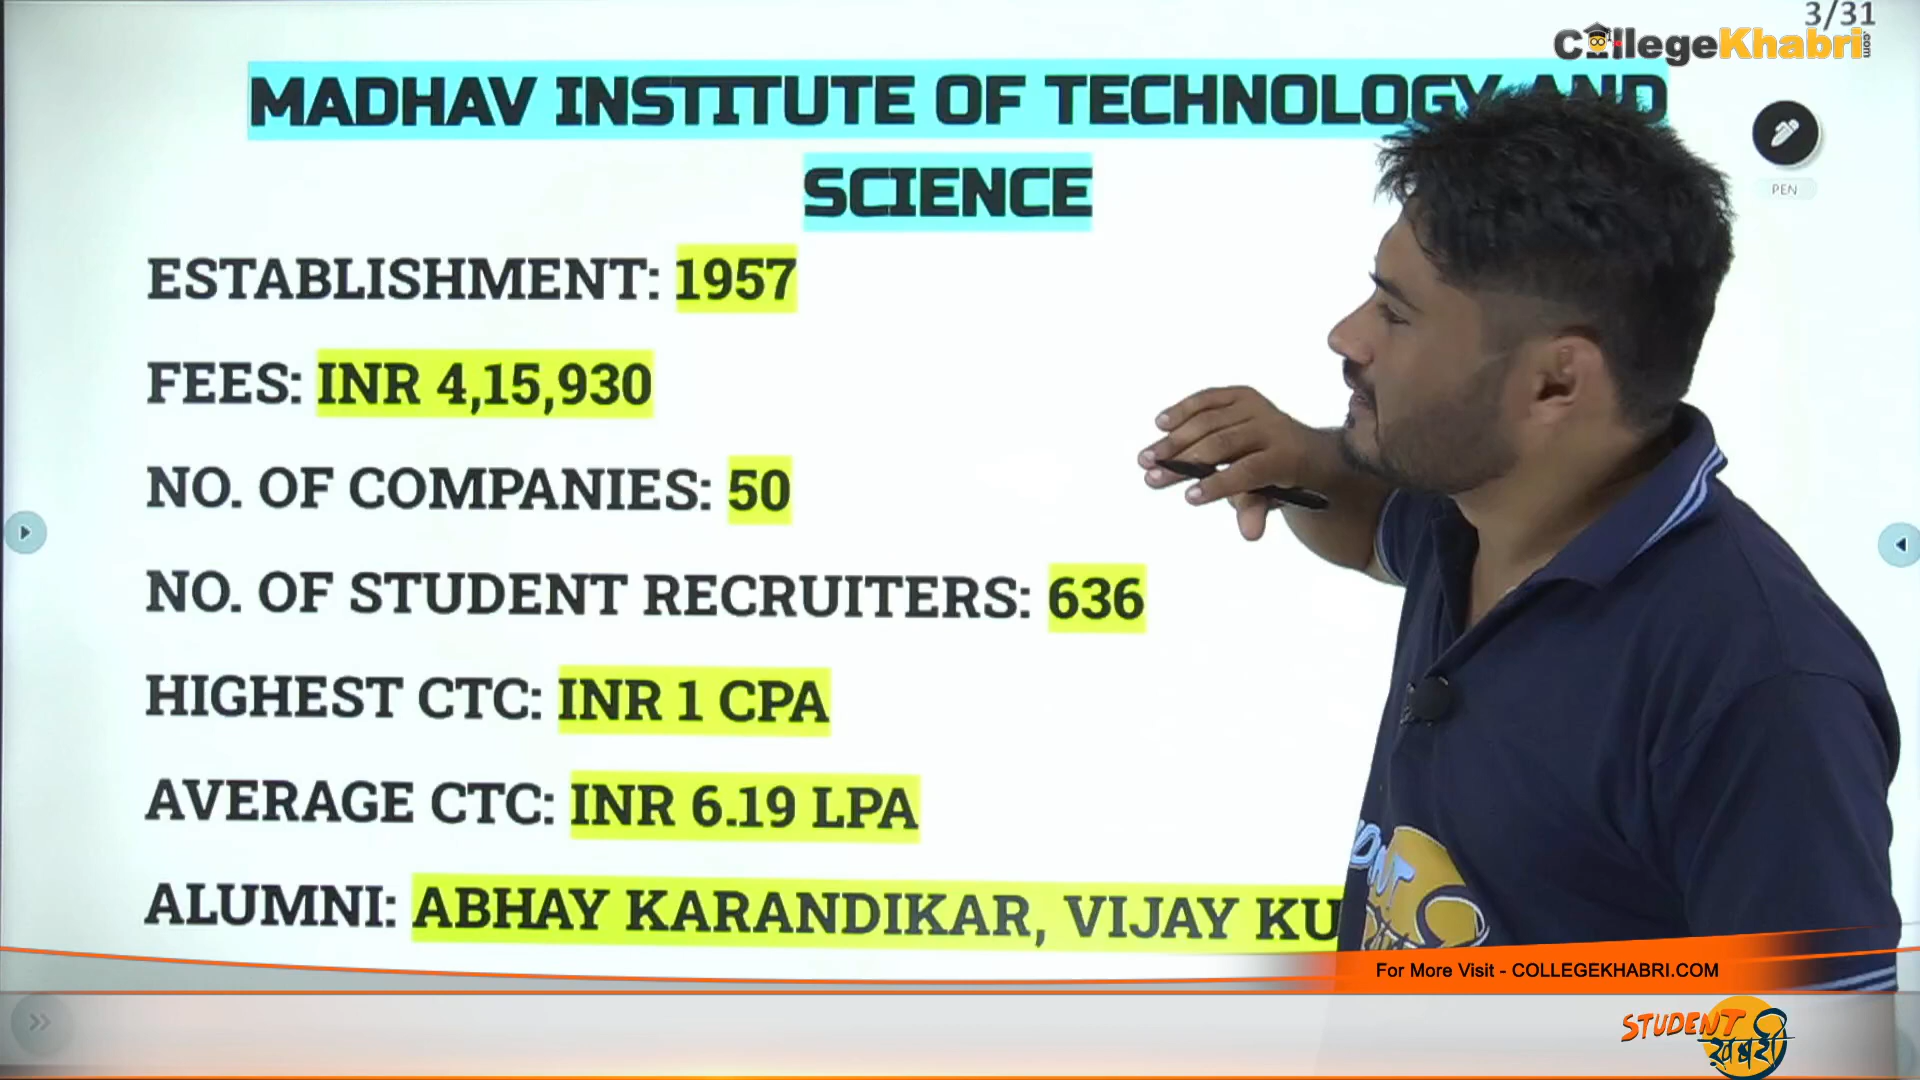 3/31
CollegeKhabri.com
MADHAV INSTITUTE OF TECHNOLOGY AND
SCIENCE
PEN
ESTABLISHMENT: 1957
FEES: INR 4,15,930
NO. OF COMPANIES: 50
NO. OF STUDENT RECRUITERS: 636
HIGHEST CTC: INR 1 CPA
AVERAGE CTC: INR 6.19 LPA
ALUMNI: ABHAY KARANDIKAR, VIJAY KU
For More Visit - COLLEGEKHABRI.COM
STUDENT
ख़बरी